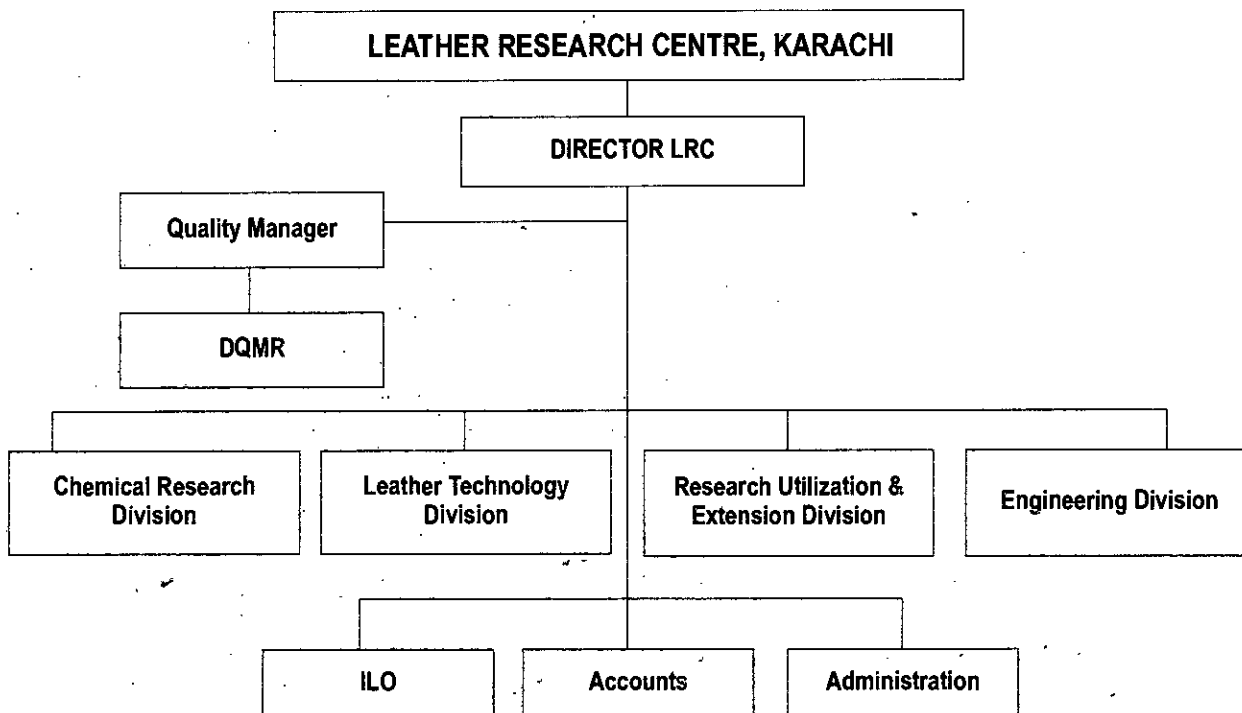 LEATHER RESEARCH CENTRE, KARACHI
DIRECTOR LRC
Quality Manager
DQMR
Chemical Research
Division
Leather Technology
Division
Research Utilization &
Extension Division
Engineering Division
ILO
Accounts
Administration